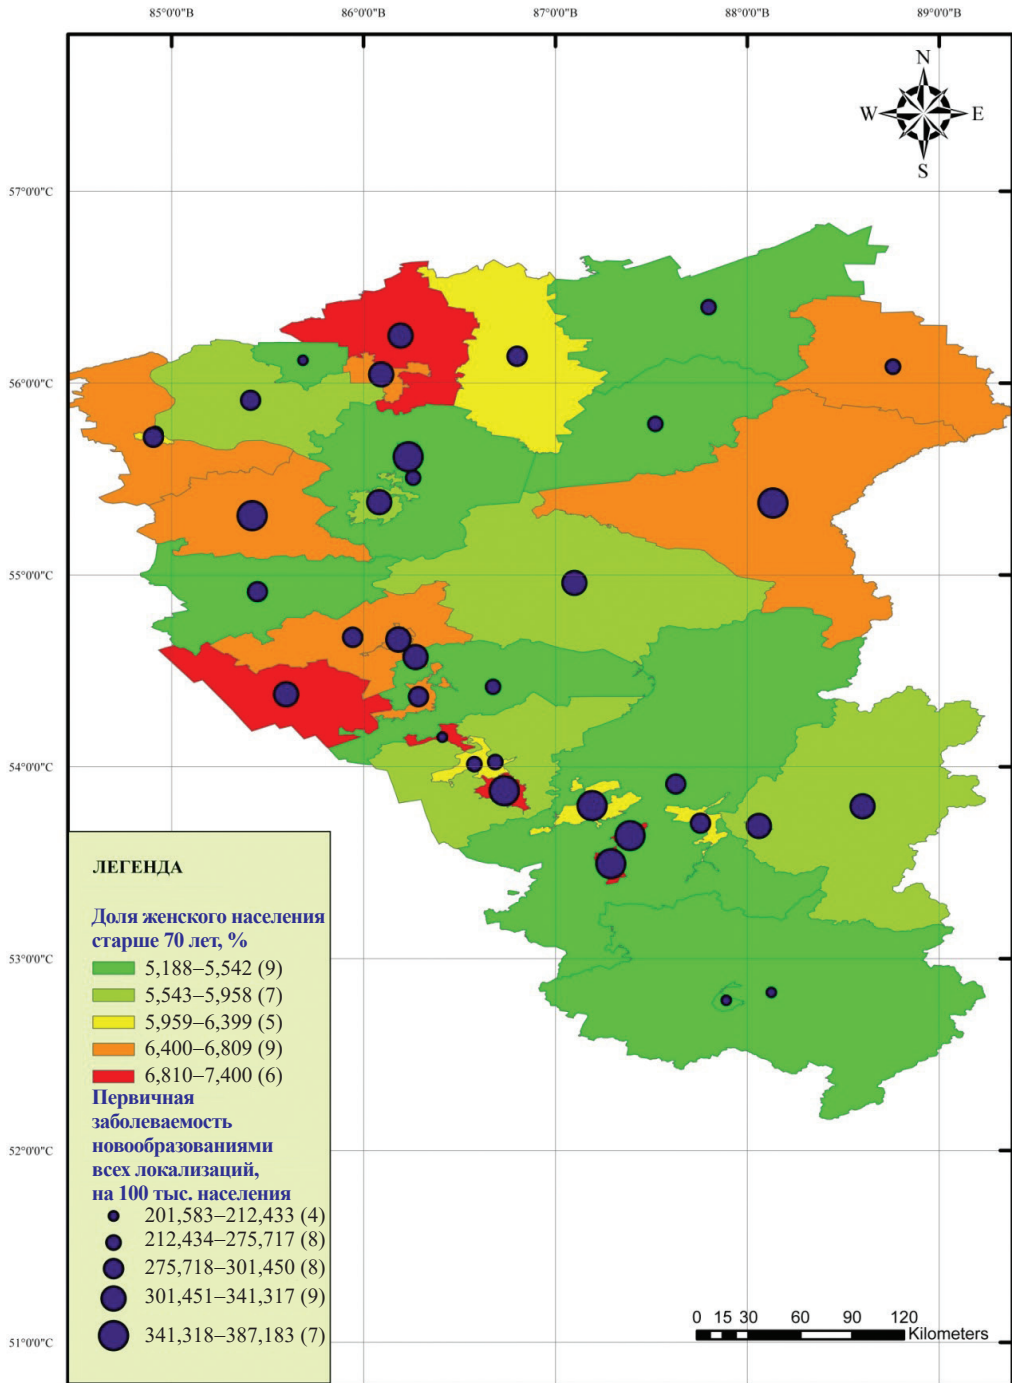 85°0'0"В 86°0'0"В 87°0'0"В 88°0'0"В 89°0'0"В
N
W E
S
57°0'0"С
56°0'0"С
55°0'0"С
54°0'0"С
53°0'0"С
52°0'0"С
51°0'0"С
ЛЕГЕНДА
Доля женского населения
старше 70 лет, %
5,188–5,542 (9)
5,543–5,958 (7)
5,959–6,399 (5)
6,400–6,809 (9)
6,810–7,400 (6)
Первичная
заболеваемость
новообразованиями
всех локализаций,
на 100 тыс. населения
201,583–212,433 (4)
212,434–275,717 (8)
275,718–301,450 (8)
301,451–341,317 (9)
341,318–387,183 (7)
0 15 30 60 90 120
Kilometers